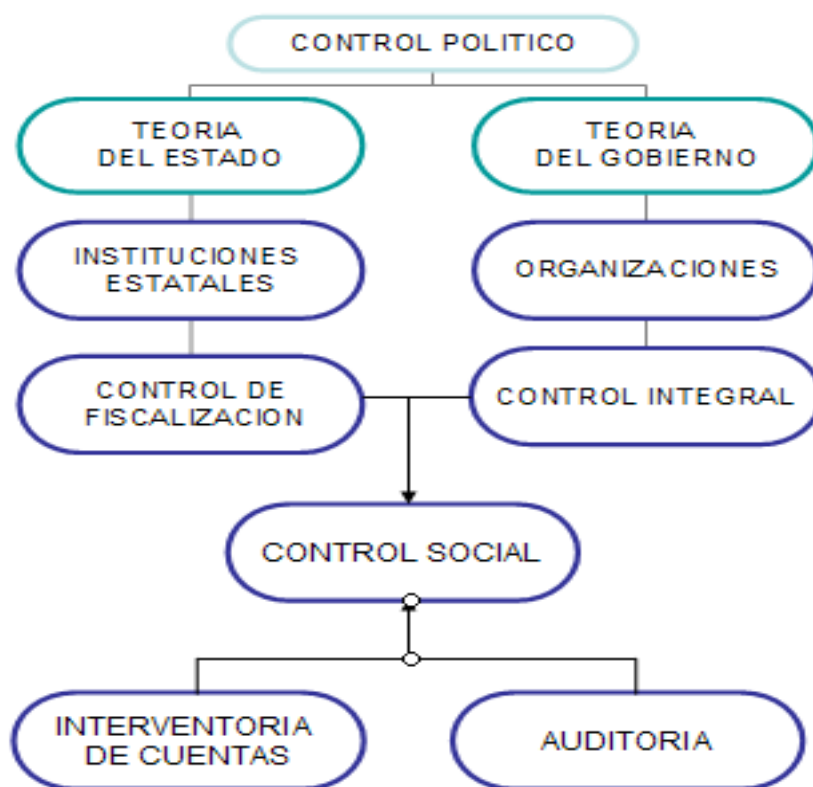 CONTROL POLITICO
TEORIA
DEL ESTADO
TEORIA
DEL GOBIERNO
INSTITUCIONES
ESTATALES
ORGANIZACIONES
CONTROL DE
FISCALIZACION
CONTROL INTEGRAL
CONTROL SOCIAL
INTERVENTORIA
DE CUENTAS
AUDITORIA